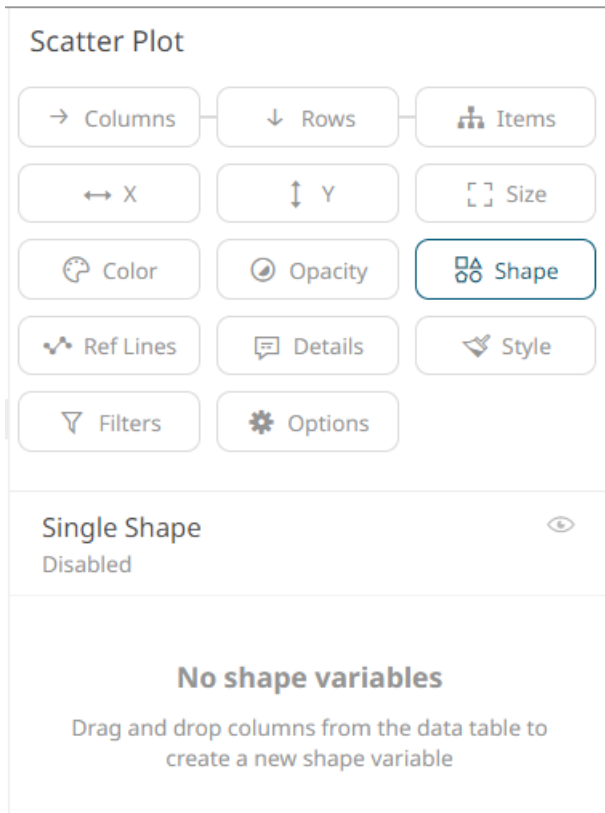 Scatter Plot
Columns Rows Items
X Y Size
Color Opacity Shape
Ref Lines Details Style
Filters Options
Single Shape
Disabled
No shape variables
Drag and drop columns from the data table to
create a new shape variable